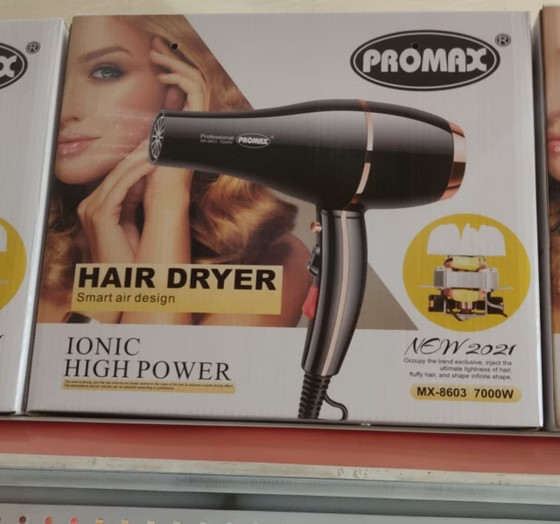 PROMAX
®
Professional
PROMAX
HAIR DRYER
Smart air design
IONIC
HIGH POWER
NEW 2021
Occupy the trend exclusive, inject the
ultimate lightness of hair,
fluffy hair, and shape infinite shape.
MX-8603 7000W
X
®